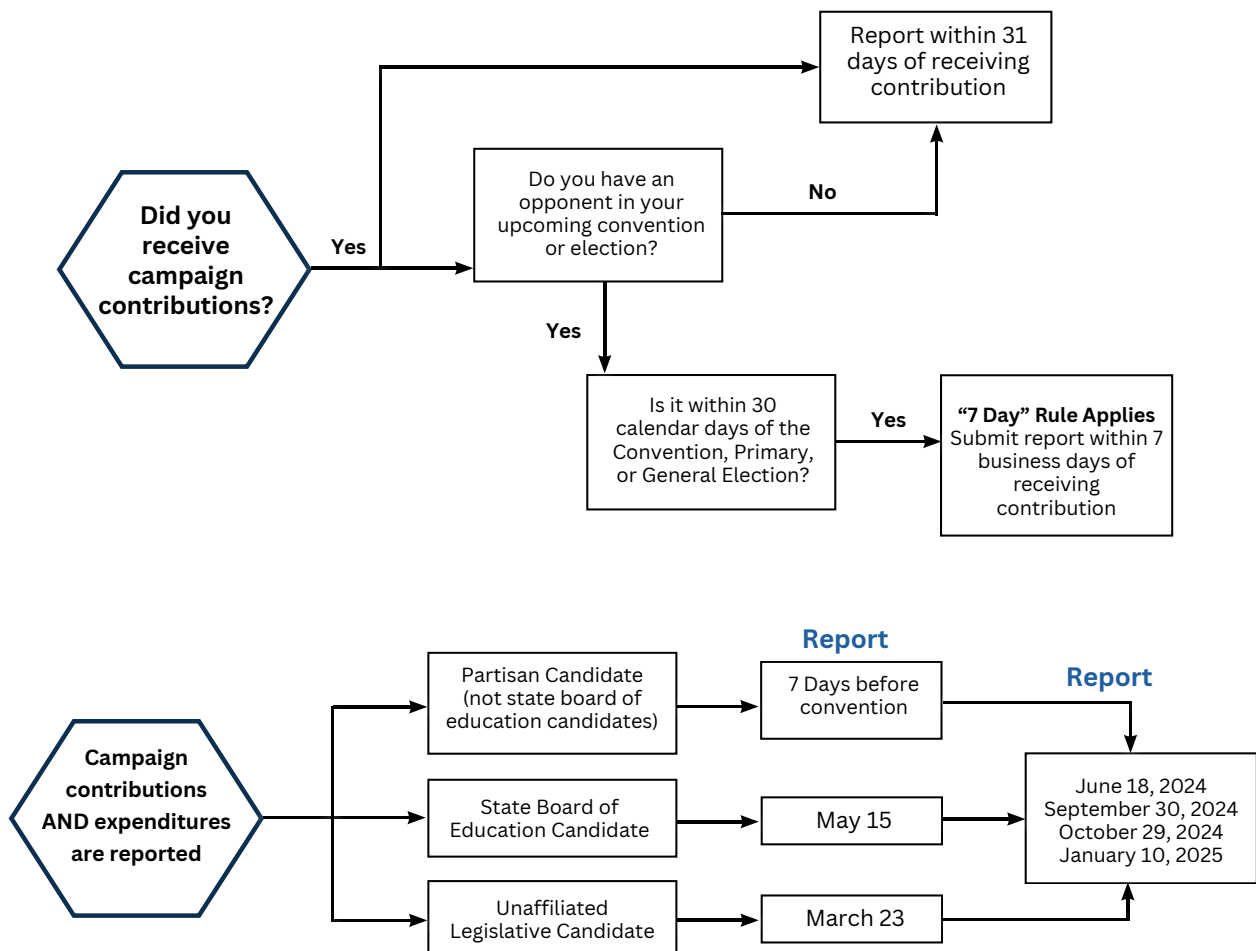 Report within 31
days of receiving
contribution
Did you
receive
campaign
contributions?
Yes
Do you have an
opponent in your
upcoming convention
or election?
No
Yes
Is it within 30
calendar days of the
Convention, Primary,
or General Election?
Yes
“7 Day” Rule Applies
Submit report within 7
business days of
receiving
contribution
Campaign
contributions
AND expenditures
are reported
Partisan Candidate
(not state board of
education candidates)
Report
7 Days before
convention
Report
State Board of
Education Candidate
May 15
June 18, 2024
September 30, 2024
October 29, 2024
January 10, 2025
Unaffiliated
Legislative Candidate
March 23